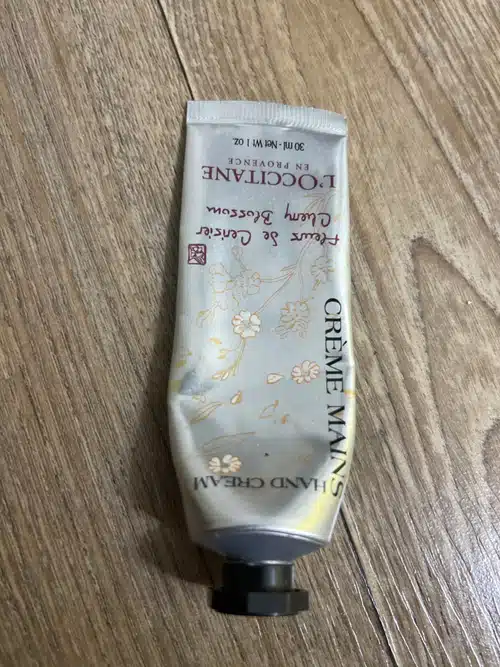 CRÈME MAINS
HAND CREAM
Fleurs de Cerisier
Cherry Blossom
L'OCCITANE
EN PROVENCE
30 ml - Net Wt 1 OZ.